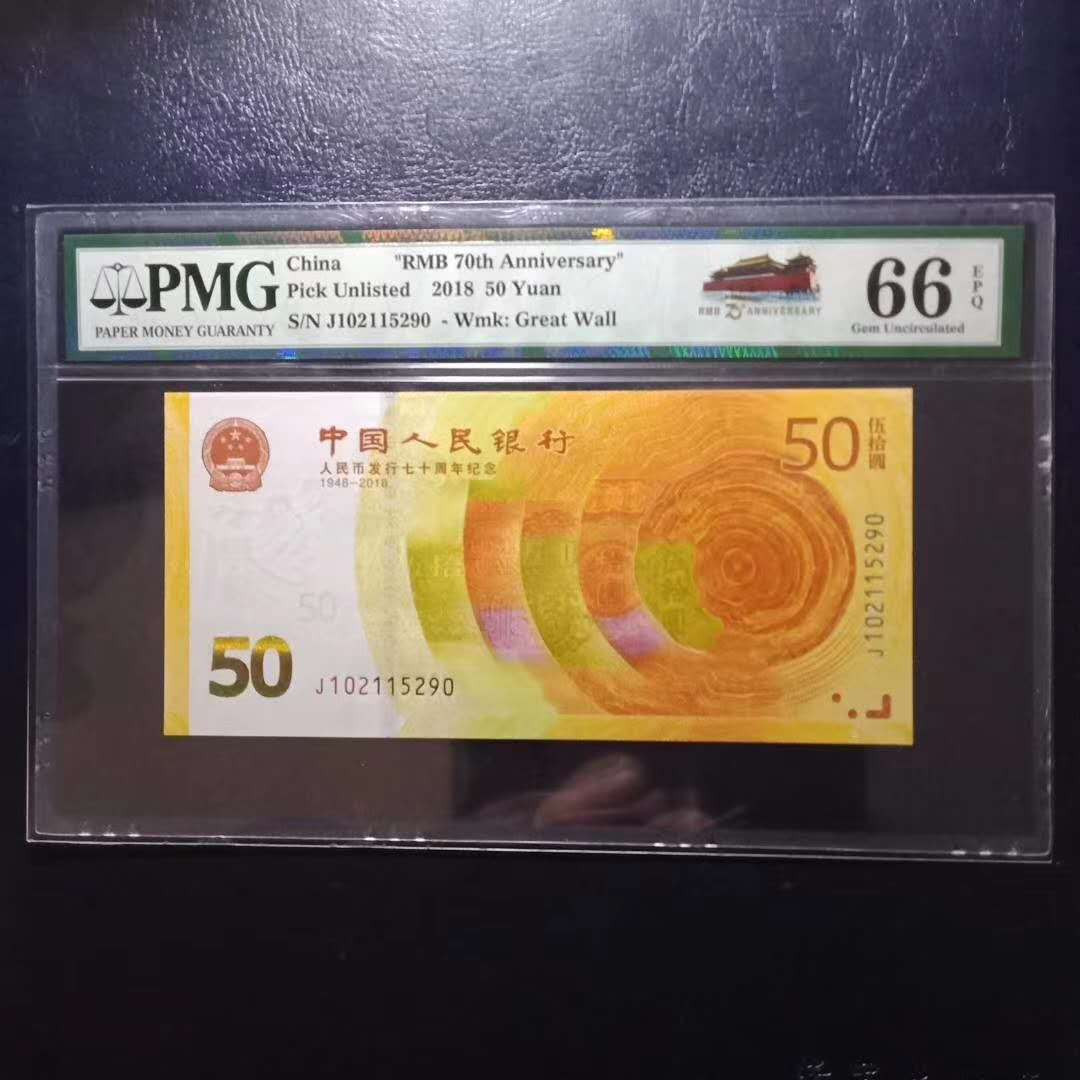 PMG
PAPER MONEY GUARANTY
China "RMB 70th Anniversary"
Pick Unlisted 2018 50 Yuan
S/N J102115290 - Wmk: Great Wall
RMB 70 ANNIVERSARY
66
EPQ
Gem Uncirculated
中国人民银行
人民币发行七十周年纪念
1948-2018
50
伍拾圆
J102115290
50
50
J102115290